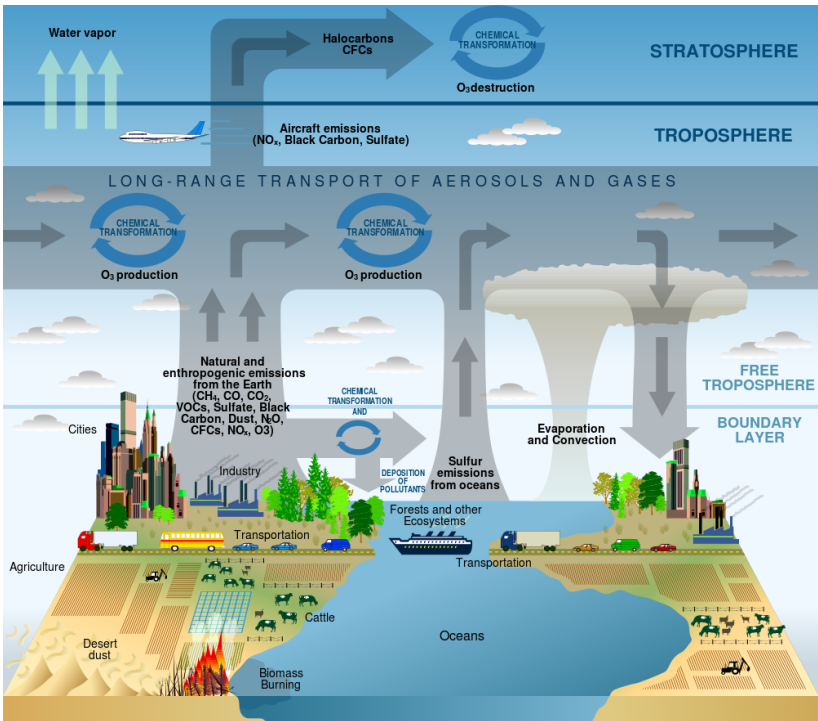 Water vapor
Halocarbons
CFCs
CHEMICAL
TRANSFORMATION
O₃ destruction
STRATOSPHERE
Aircraft emissions
(NOₓ, Black Carbon, Sulfate)
TROPOSPHERE
LONG-RANGE TRANSPORT OF AEROSOLS AND GASES
CHEMICAL
TRANSFORMATION
O₃ production
CHEMICAL
TRANSFORMATION
O₃ production
Natural and
enthropogenic emissions
from the Earth
(CH₄, CO, CO₂,
VOCs, Sulfate, Black
Carbon, Dust, N₂O,
CFCs, NOₓ, O3)
CHEMICAL
TRANSFORMATION
AND
DEPOSITION
OF
POLLUTANTS
Sulfur
emissions
from oceans
Evaporation
and Convection
FREE
TROPOSPHERE
BOUNDARY
LAYER
Cities
Industry
Forests and other
Ecosystems
Transportation
Transportation
Agriculture
Cattle
Oceans
Desert
dust
Biomass
Burning